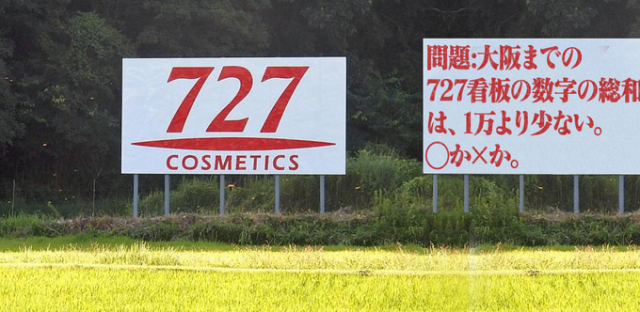 727
COSMETICS
問題:大阪までの
727看板の数字の総和
は、1万より少ない。
○か×か。